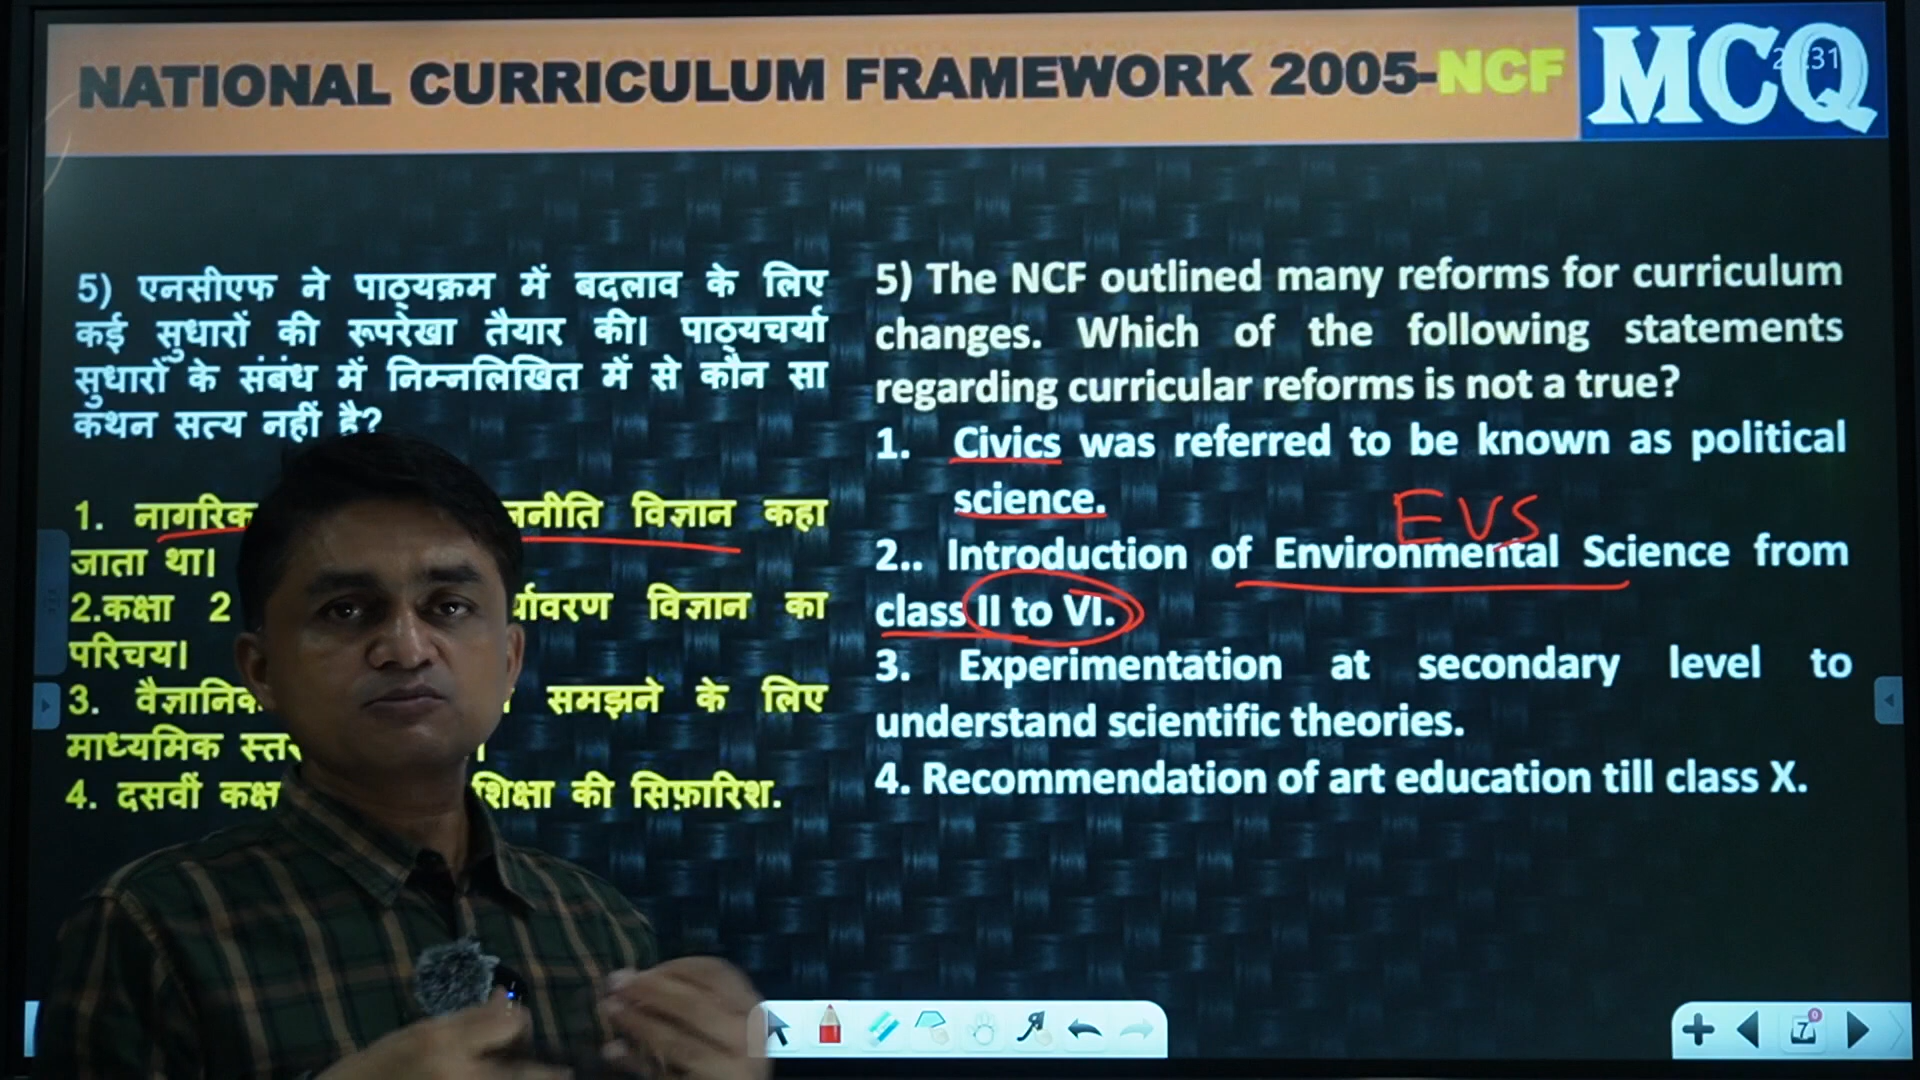 NATIONAL CURRICULUM FRAMEWORK 2005-NCF
MCQ
5) एनसीएफ ने पाठ्यक्रम में बदलाव के लिए
कई सुधारों की रूपरेखा तैयार की। पाठ्यचर्या
सुधारों के संबंध में निम्नलिखित में से कौन सा
कथन सत्य नहीं है?
1. विज्ञान कहा
जाता था।
2.कक्षा 2 विज्ञान का
परिचय।
3. समझने के लिए
माध्यमिक
4. दसवीं की सिफ़ारिश.
5) The NCF outlined many reforms for curriculum
changes. Which of the following statements
regarding curricular reforms is not a true?
1. Civics was referred to be known as political
science.
EVS
2.. Introduction of Environmental Science from
class II to VI.
3. Experimentation at secondary level to
understand scientific theories.
4. Recommendation of art education till class X.
7